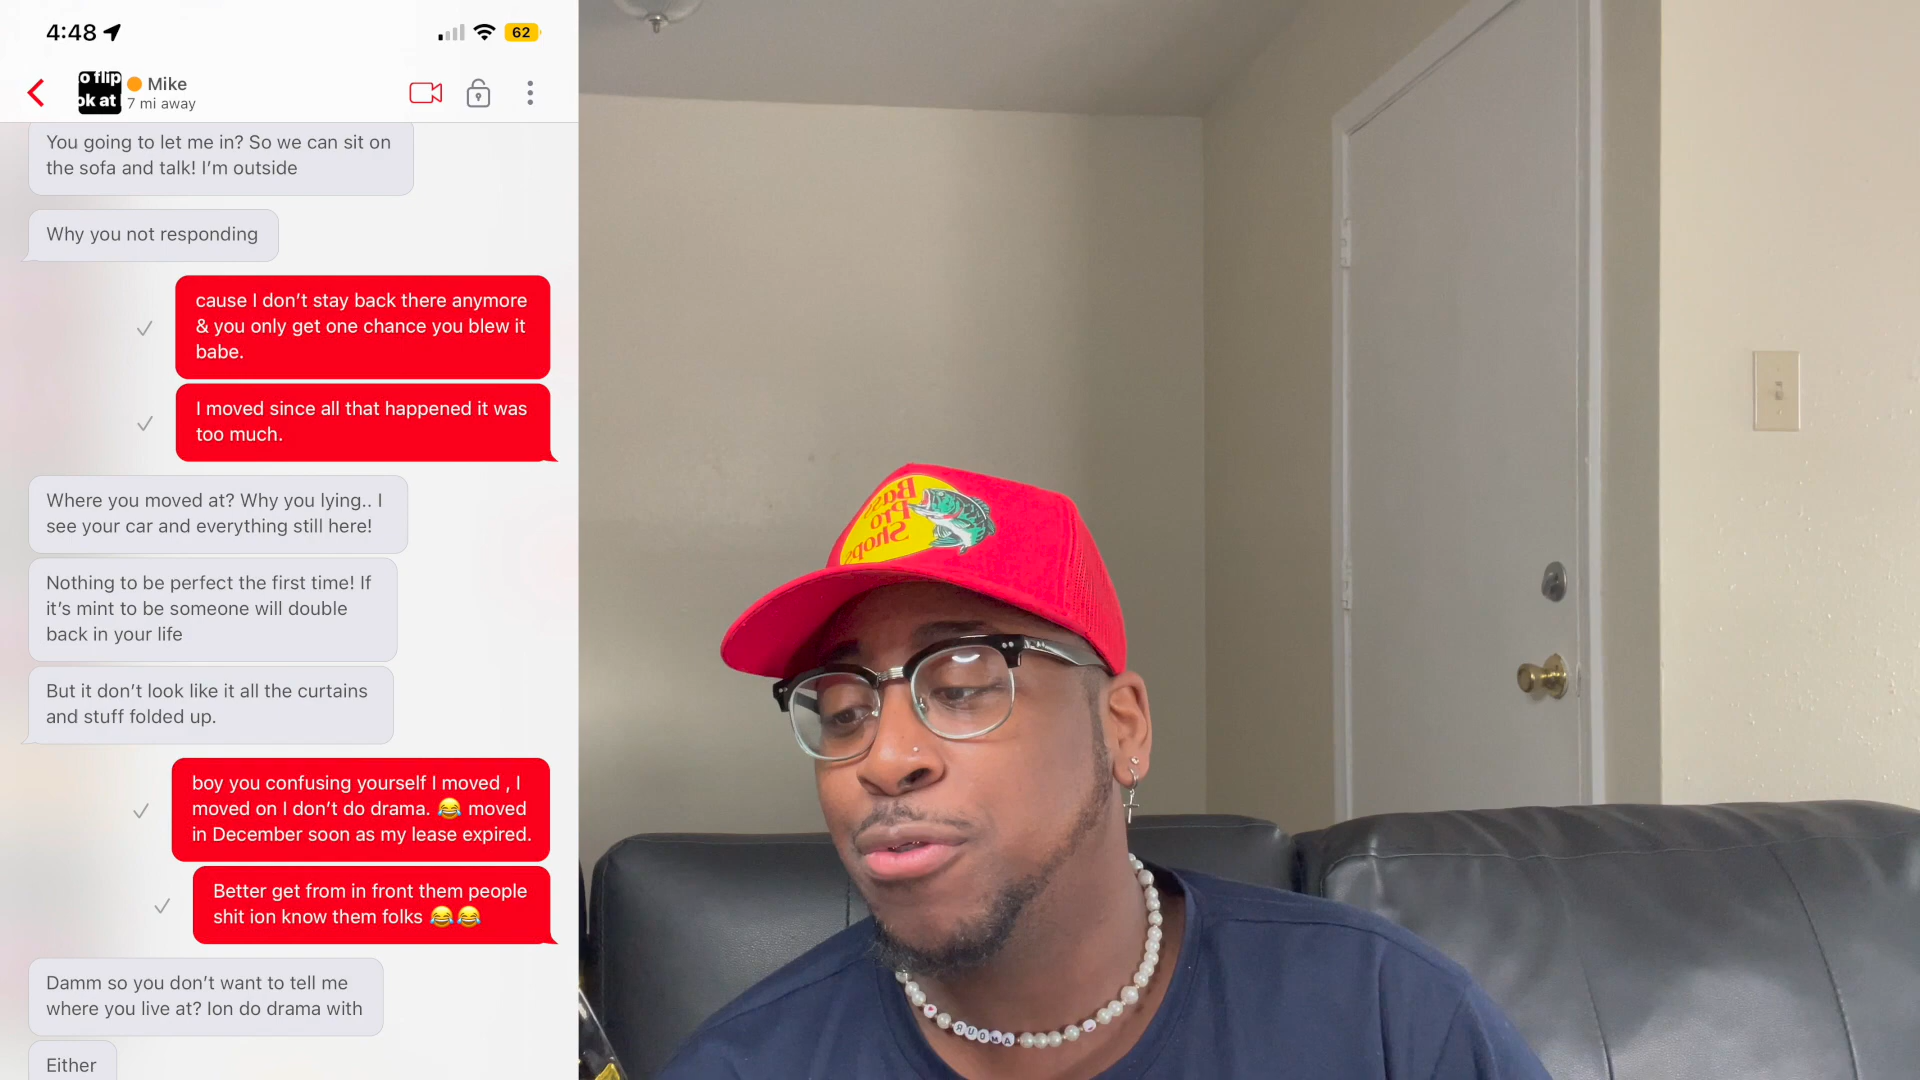 4:48
62
o flip
ok at
Mike
7 mi away
You going to let me in? So we can sit on
the sofa and talk! I'm outside
Why you not responding
cause I don't stay back there anymore
& you only get one chance you blew it
babe.
I moved since all that happened it was
too much.
Where you moved at? Why you lying.. I
see your car and everything still here!
Nothing to be perfect the first time! If
it's mint to be someone will double
back in your life
But it don't look like it all the curtains
and stuff folded up.
boy you confusing yourself I moved , I
moved on I don't do drama. 😂 moved
in December soon as my lease expired.
Better get from in front them people
shit ion know them folks 😂😂
Damm so you don't want to tell me
where you live at? Ion do drama with
Either
Bass
Pro
Shops
AMOUR